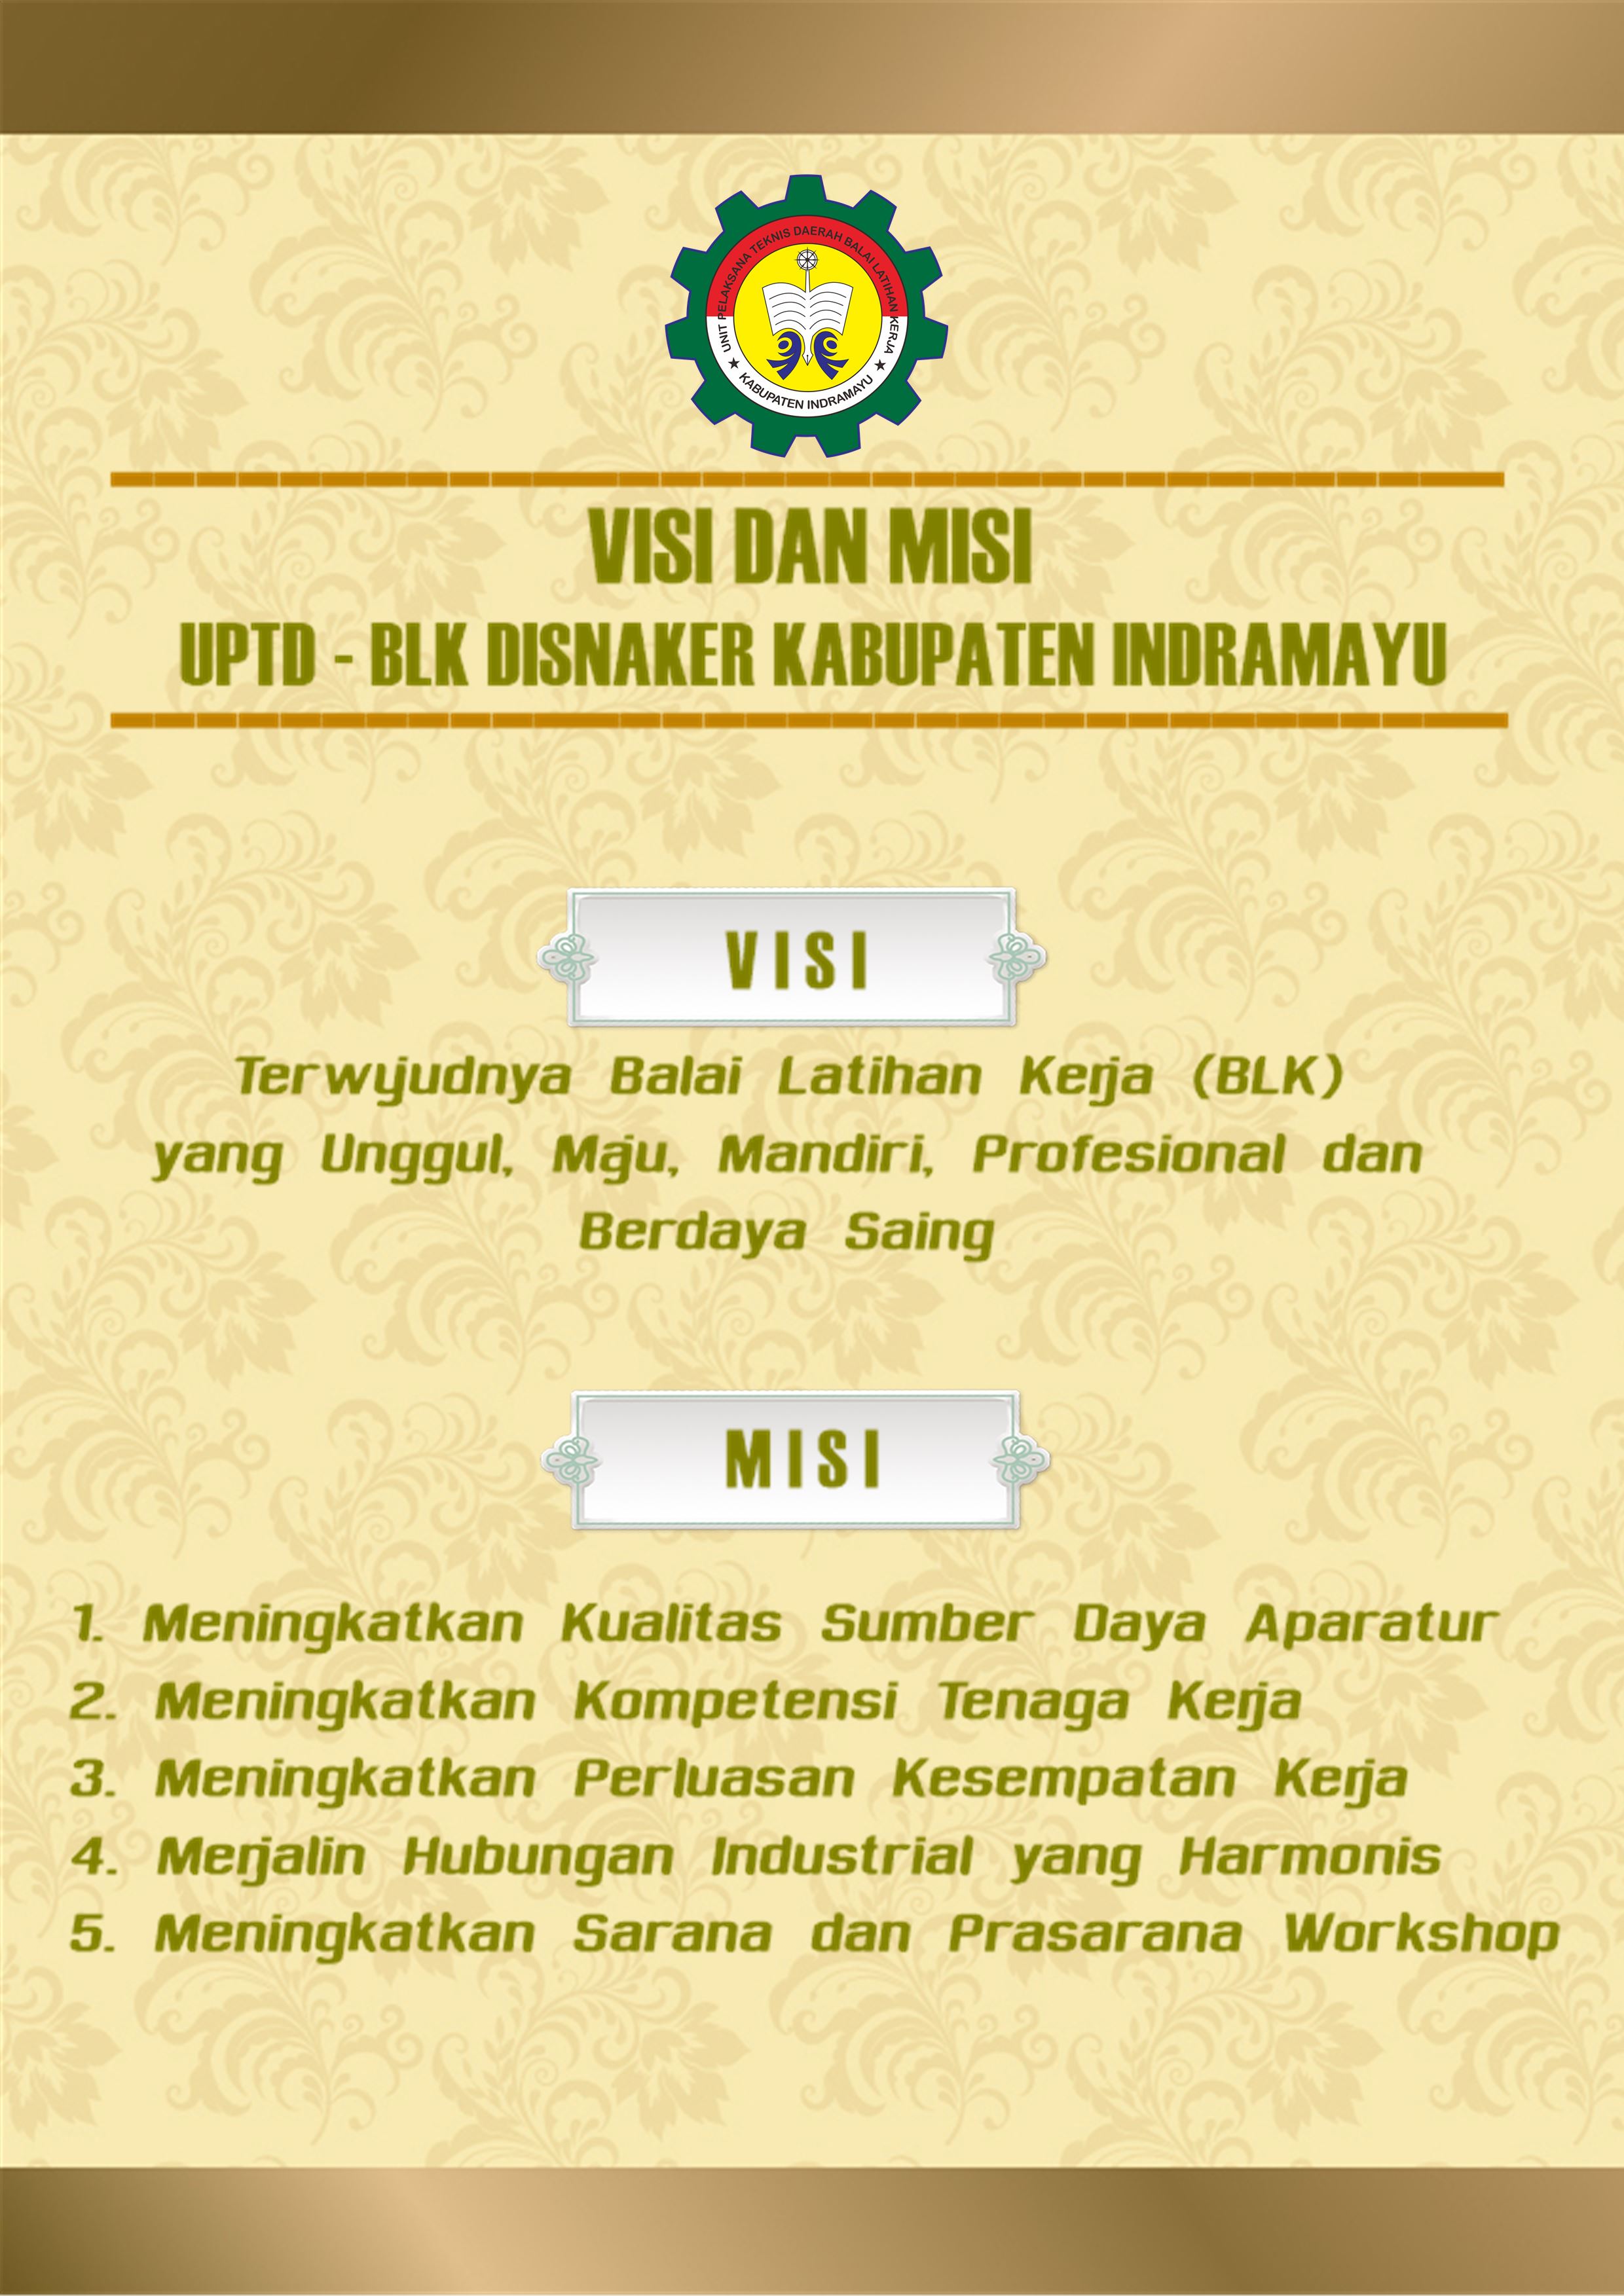 UNIT PELAKSANA TEKNIS DAERAH BALAI LATIHAN KERJA
★ KABUPATEN INDRAMAYU ★
VISI DAN MISI
UPTD - BLK DISNAKER KABUPATEN INDRAMAYU
VISI
Terwujudnya Balai Latihan Kerja (BLK)
yang Unggul, Maju, Mandiri, Profesional dan
Berdaya Saing
MISI
1. Meningkatkan Kualitas Sumber Daya Aparatur
2. Meningkatkan Kompetensi Tenaga Kerja
3. Meningkatkan Perluasan Kesempatan Kerja
4. Menjalin Hubungan Industrial yang Harmonis
5. Meningkatkan Sarana dan Prasarana Workshop